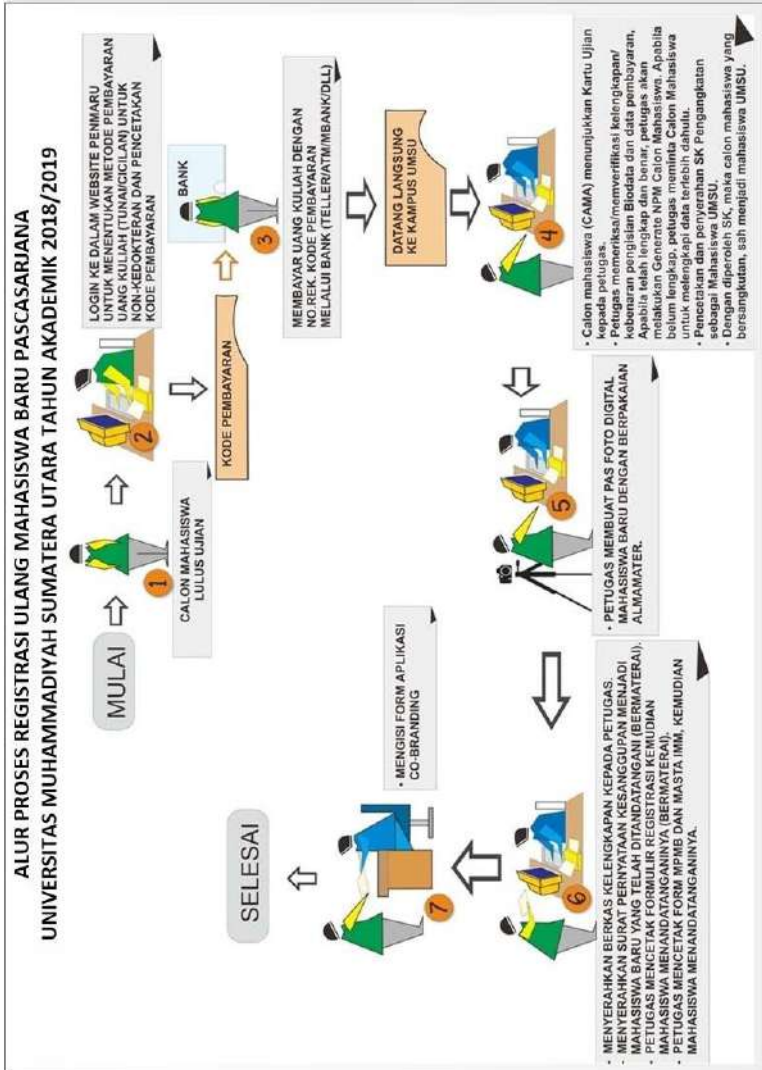 ALUR PROSES REGISTRASI ULANG MAHASISWA BARU PASCASARJANA
UNIVERSITAS MUHAMMADIYAH SUMATERA UTARA TAHUN AKADEMIK 2018/2019
MULAI
1
CALON MAHASISWA
LULUS UJIAN
2
LOGIN KE DALAM WEBSITE PENMARU
UNTUK MENENTUKAN METODE PEMBAYARAN
UANG KULIAH (TUNAI/CICILAN) UNTUK
NON-KEDOKTERAN DAN PENCETAKAN
KODE PEMBAYARAN
KODE PEMBAYARAN
BANK
3
MEMBAYAR UANG KULIAH DENGAN
NO.REK. KODE PEMBAYARAN
MELALUI BANK (TELLER/ATM/MBANK/DLL)
DATANG LANGSUNG
KE KAMPUS UMSU
4
• Calon mahasiswa (CAMA) menunjukkan Kartu Ujian
kepada petugas.
• Petugas memeriksa/memverifikasi kelengkapan/
kebenaran pengisian Biodata dan data pembayaran,
Apabila telah lengkap dan benar, petugas akan
melakukan Generate NPM Calon Mahasiswa. Apabila
belum lengkap, petugas meminta Calon Mahasiswa
untuk melengkapi data terlebih dahulu.
• Pencetakan dan penyerahan SK Pengangkatan
sebagai Mahasiswa UMSU.
• Dengan diperoleh SK, maka calon mahasiswa yang
bersangkutan, sah menjadi mahasiswa UMSU.
5
• PETUGAS MEMBUAT PAS FOTO DIGITAL
MAHASISWA BARU DENGAN BERPAKAIAN
ALMAMATER.
6
• MENYERAHKAN BERKAS KELENGKAPAN KEPADA PETUGAS.
- MENYERAHKAN SURAT PERNYATAAN KESANGGUPAN MENJADI
MAHASISWA BARU YANG TELAH DITANDATANGANI (BERMATERAI).
• PETUGAS MENCETAK FORMULIR REGISTRASI KEMUDIAN
MAHASISWA MENANDATANGANINYA (BERMATERAI).
• PETUGAS MENCETAK FORM MPMB DAN MASTA IMM, KEMUDIAN
MAHASISWA MENANDATANGANINYA.
7
• MENGISI FORM APLIKASI
CO-BRANDING
SELESAI